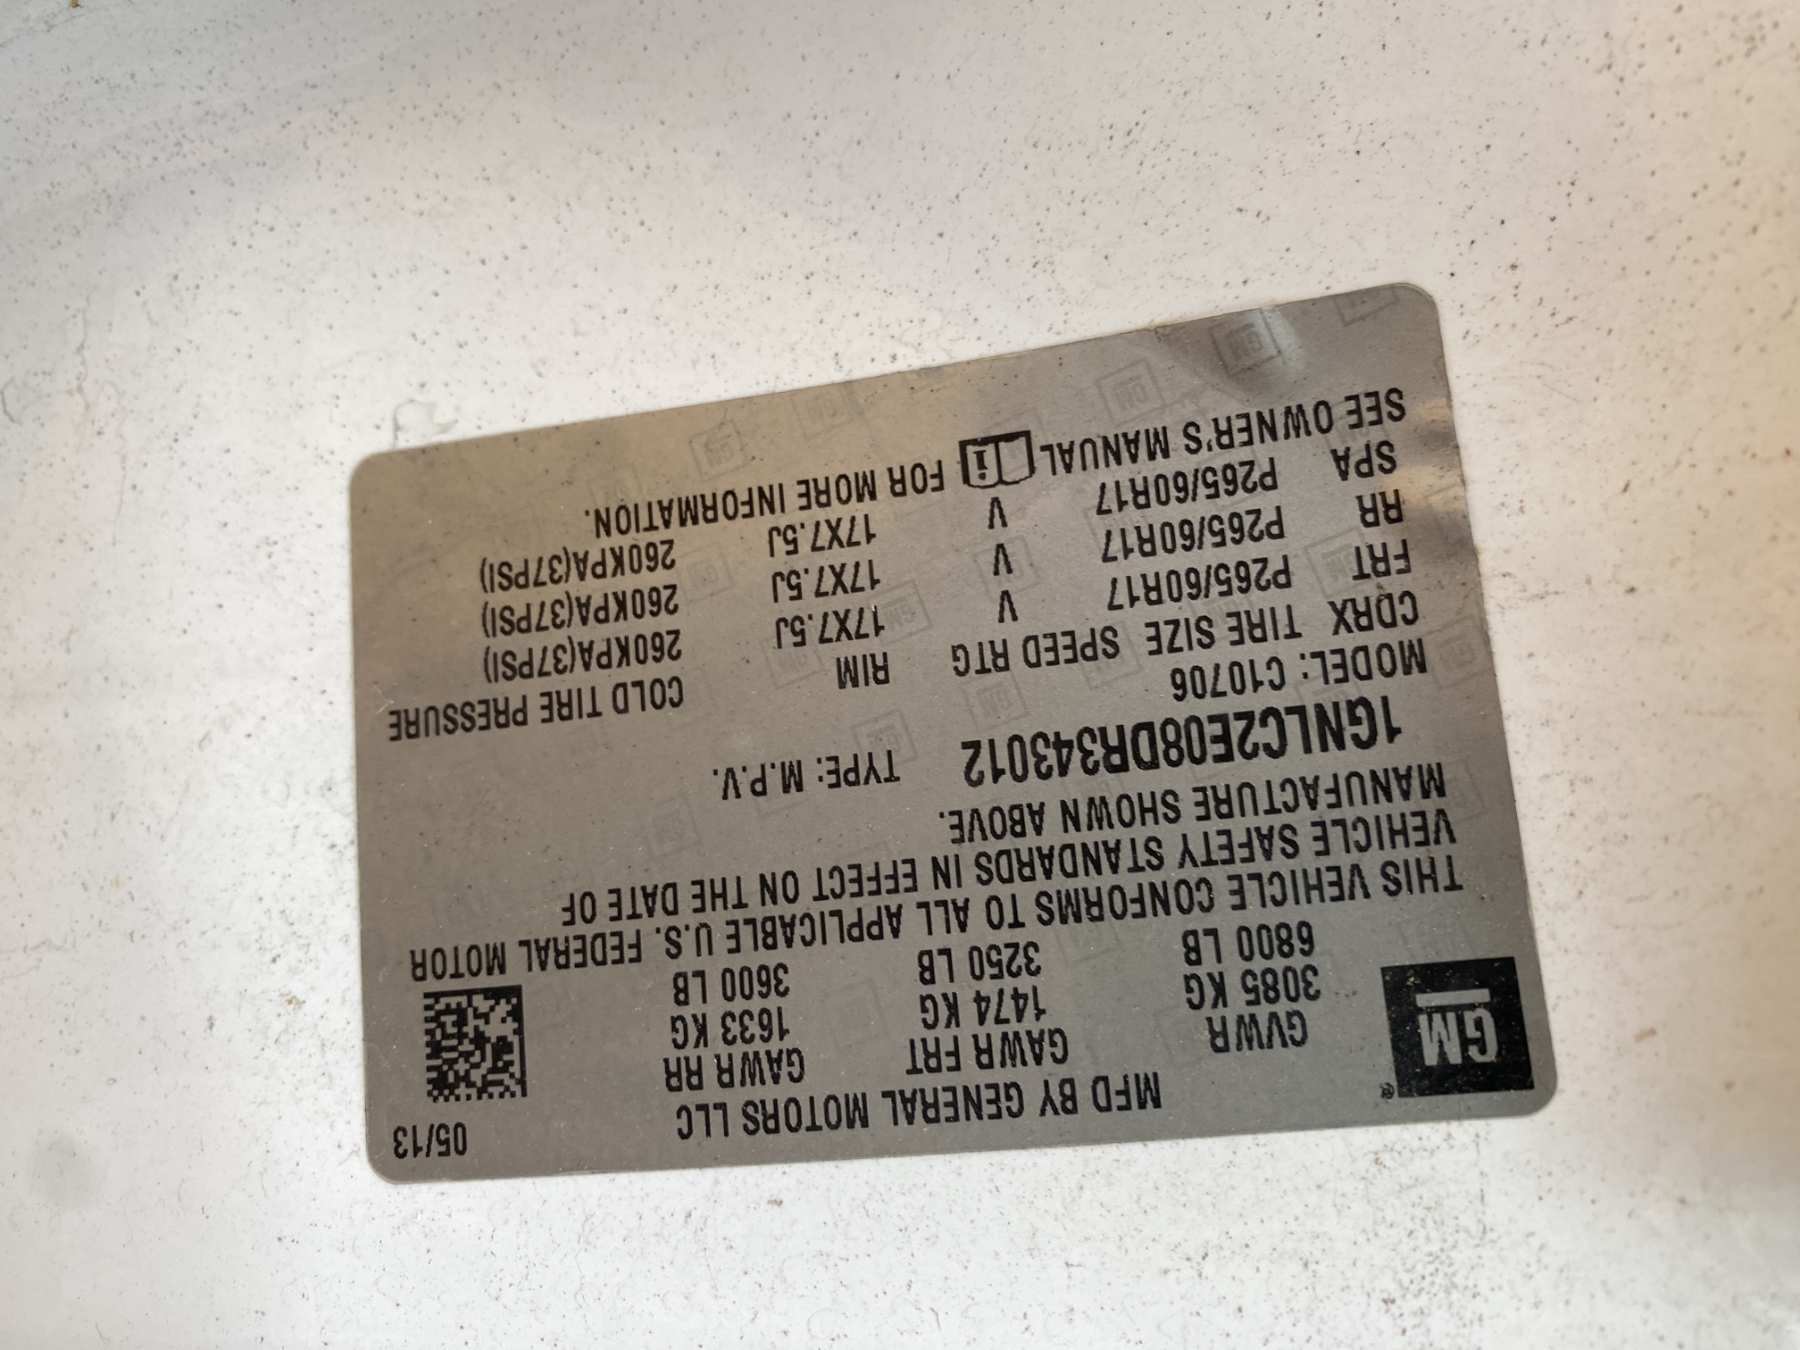 MFD BY GENERAL MOTORS LLC 05/13
GM ®
GVWR GAWR FRT GAWR RR
3085 KG 1474 KG 1633 KG
6800 LB 3250 LB 3600 LB
THIS VEHICLE CONFORMS TO ALL APPLICABLE U.S. FEDERAL MOTOR
VEHICLE SAFETY STANDARDS IN EFFECT ON THE DATE OF
MANUFACTURE SHOWN ABOVE.
1GNLC2E08DR343012 TYPE: M.P.V.
MODEL: C10706
CDRX TIRE SIZE SPEED RTG RIM COLD TIRE PRESSURE
FRT P265/60R17 V 17X7.5J 260KPA(37PSI)
RR P265/60R17 V 17X7.5J 260KPA(37PSI)
SPA P265/60R17 V 17X7.5J 260KPA(37PSI)
SEE OWNER'S MANUAL i FOR MORE INFORMATION.